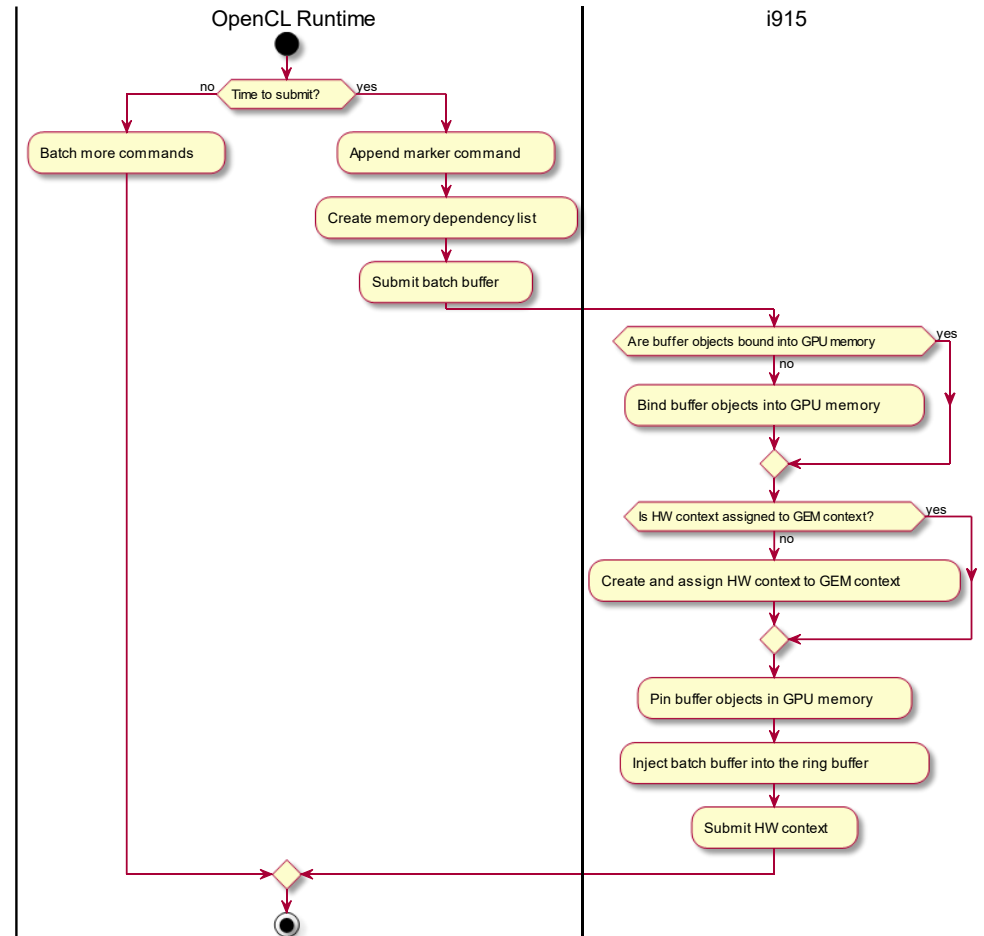 OpenCL Runtime
i915
Time to submit?
no
yes
Batch more commands
Append marker command
Create memory dependency list
Submit batch buffer
Are buffer objects bound into GPU memory
yes
no
Bind buffer objects into GPU memory
Is HW context assigned to GEM context?
yes
no
Create and assign HW context to GEM context
Pin buffer objects in GPU memory
Inject batch buffer into the ring buffer
Submit HW context